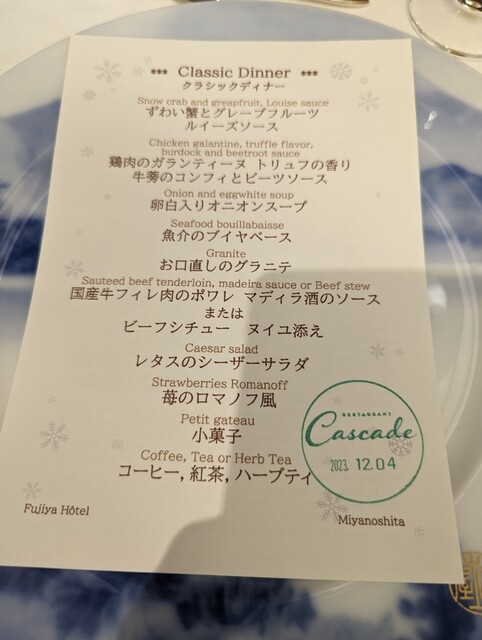 *** Classic Dinner ***
クラシックディナー
Snow crab and greapfruit, Louise sauce
ずわい蟹とグレープフルーツ
ルイーズソース
Chicken galantine, truffle flavor,
burdock and beetroot sauce
鶏肉のガランティーヌ トリュフの香り
牛蒡のコンフィとビーツソース
Onion and eggwhite soup
卵白入りオニオンスープ
Seafood bouillabaisse
魚介のブイヤベース
Granite
お口直しのグラニテ
Sauteed beef tenderloin, madeira sauce or Beef stew
国産牛フィレ肉のポワレ マディラ酒のソース
または
ビーフシチュー ヌイユ添え
Caesar salad
レタスのシーザーサラダ
Strawberries Romanoff
苺のロマノフ風
Petit gateau
小菓子
Coffee, Tea or Herb Tea
コーヒー, 紅茶, ハーブティ
RESTAURANT
Cascade
2023. 12.04
Fujiya Hôtel
Miyanoshita